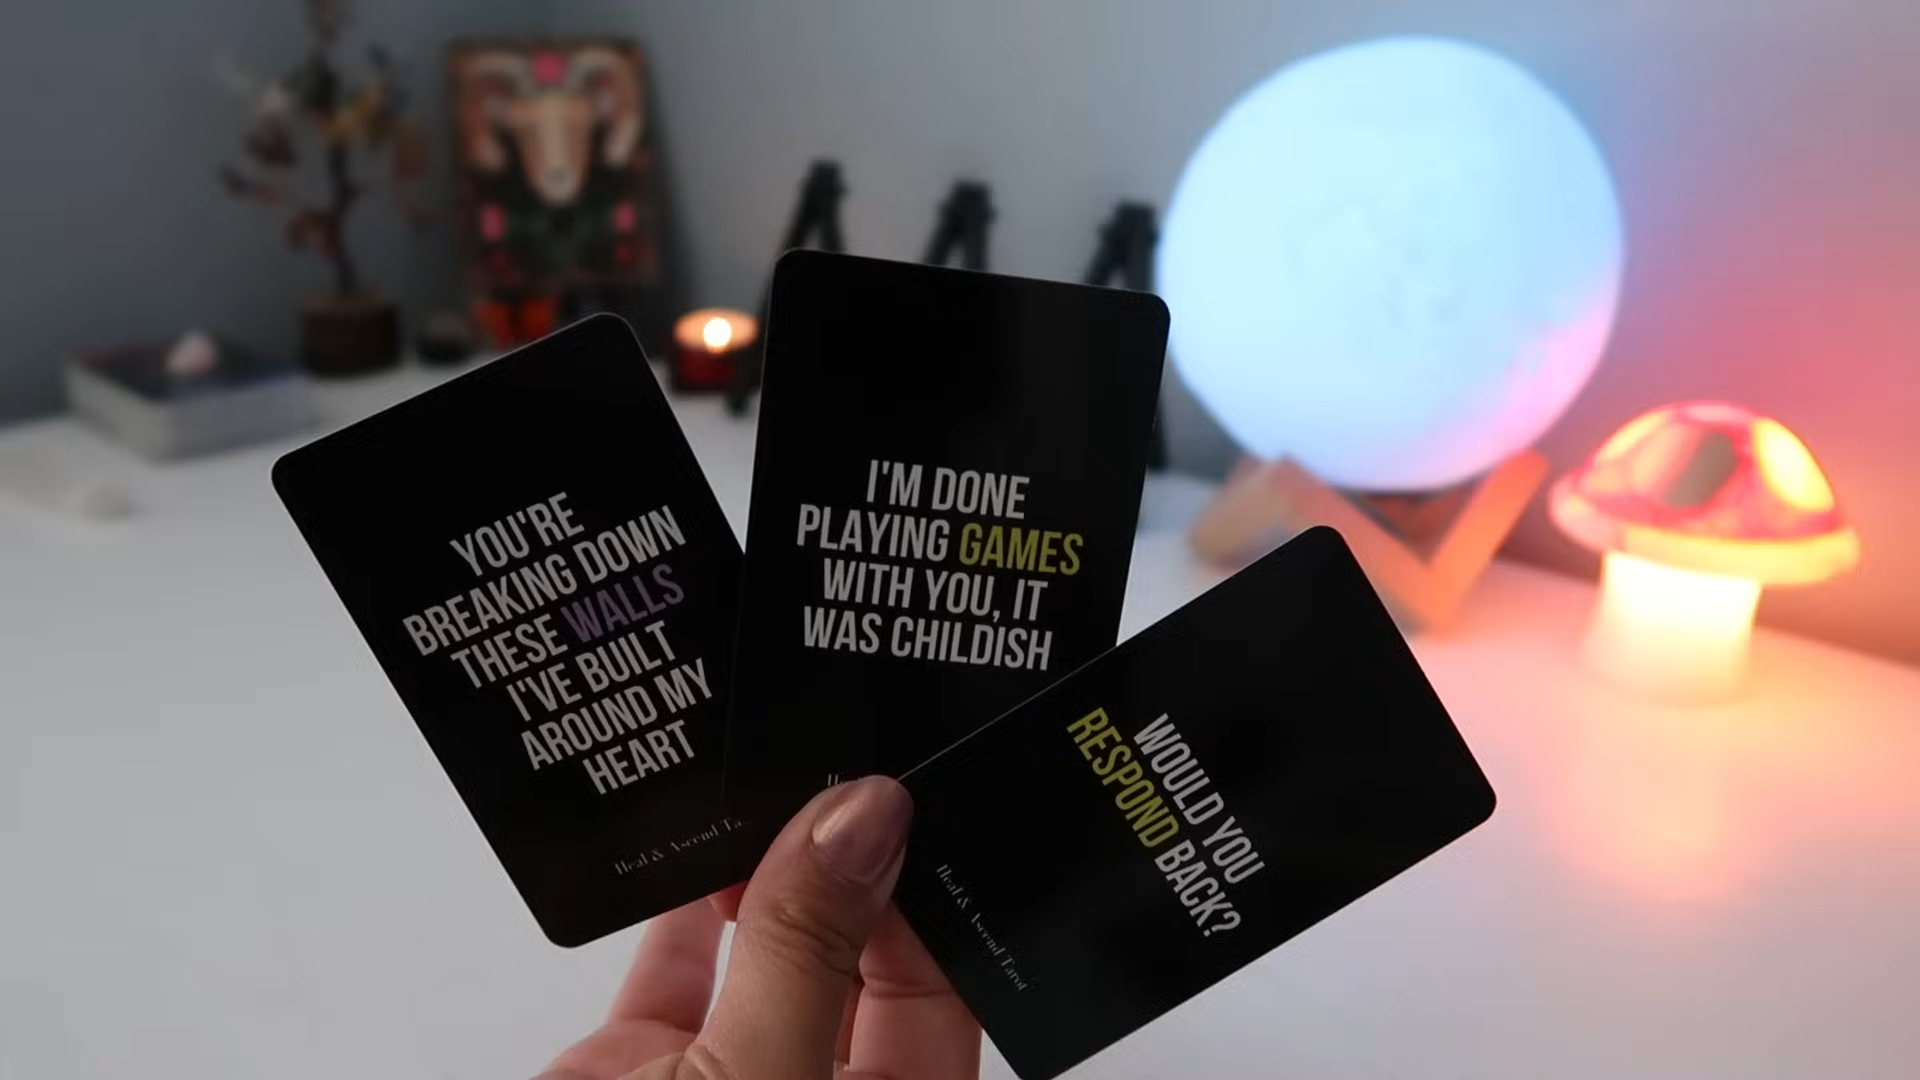 YOU'RE
BREAKING DOWN
THESE WALLS
I'VE BUILT
AROUND MY
HEART
Heal & Ascend
I'M DONE
PLAYING GAMES
WITH YOU, IT
WAS CHILDISH
WOULD YOU
RESPOND BACK?
Heal & Ascend Tarot